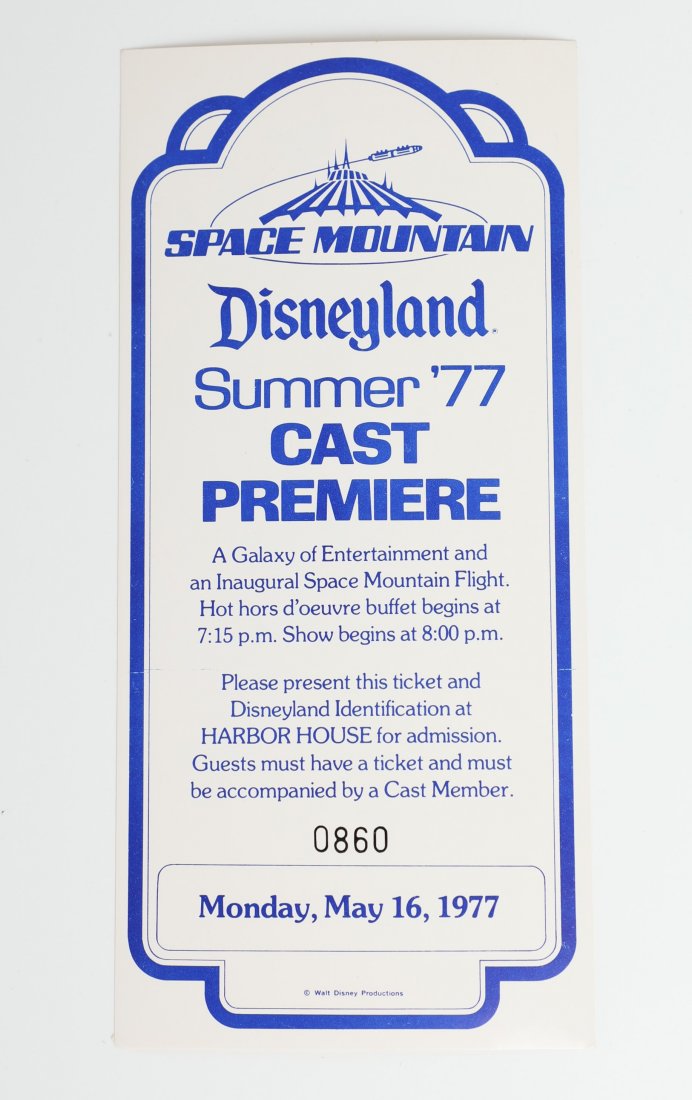 SPACE MOUNTAIN
Disneyland®
Summer '77
CAST
PREMIERE
A Galaxy of Entertainment and
an Inaugural Space Mountain Flight.
Hot hors d'oeuvre buffet begins at
7:15 p.m. Show begins at 8:00 p.m.
Please present this ticket and
Disneyland Identification at
HARBOR HOUSE for admission.
Guests must have a ticket and must
be accompanied by a Cast Member.
0860
Monday, May 16, 1977
© Walt Disney Productions